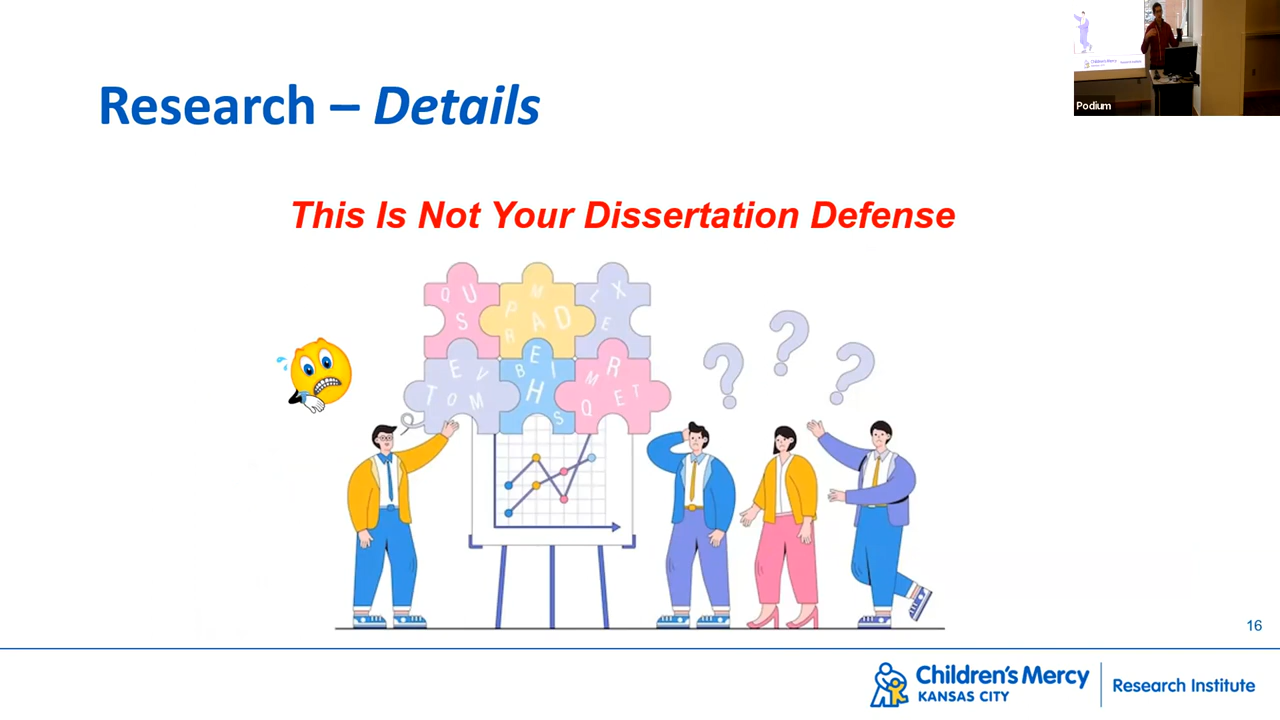 Research – Details
Podium
This Is Not Your Dissertation Defense
Q U S
P M A D R
L X E
E V T O M
E B I H S
R M E T Q
16
Children's Mercy
KANSAS CITY
Research Institute